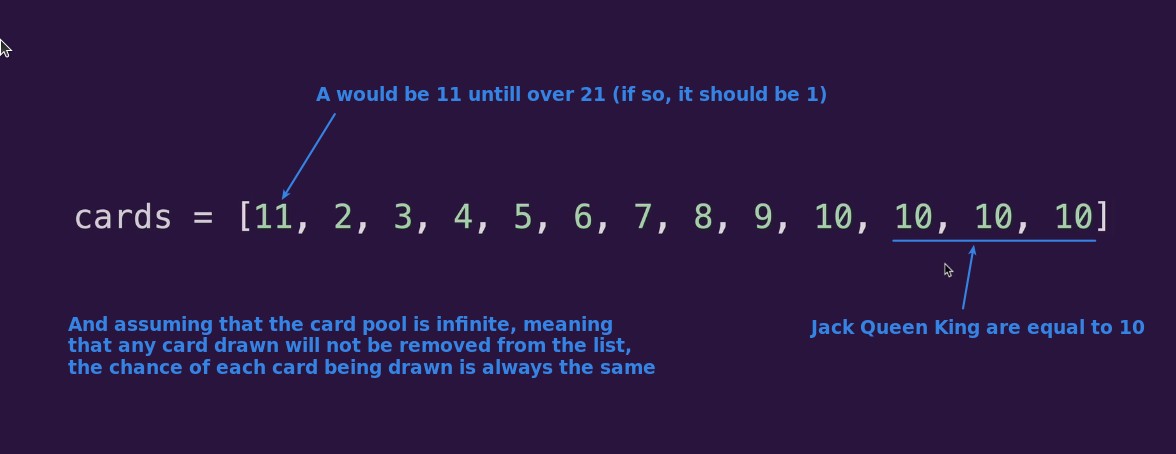 A would be 11 untill over 21 (if so, it should be 1)
cards = [11, 2, 3, 4, 5, 6, 7, 8, 9, 10, 10, 10, 10]
And assuming that the card pool is infinite, meaning
that any card drawn will not be removed from the list,
the chance of each card being drawn is always the same
Jack Queen King are equal to 10